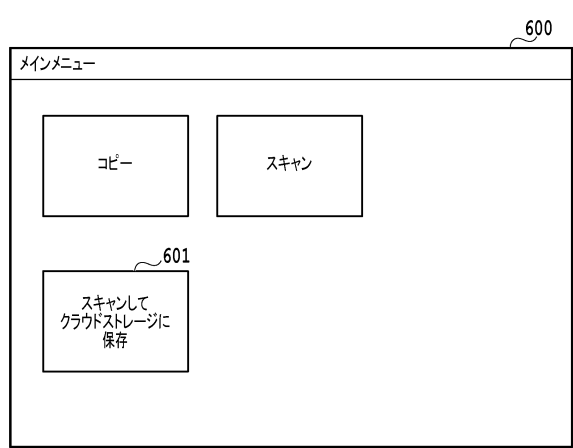 600
メインメニュー
コピー
スキャン
601
スキャンして
クラウドストレージに
保存